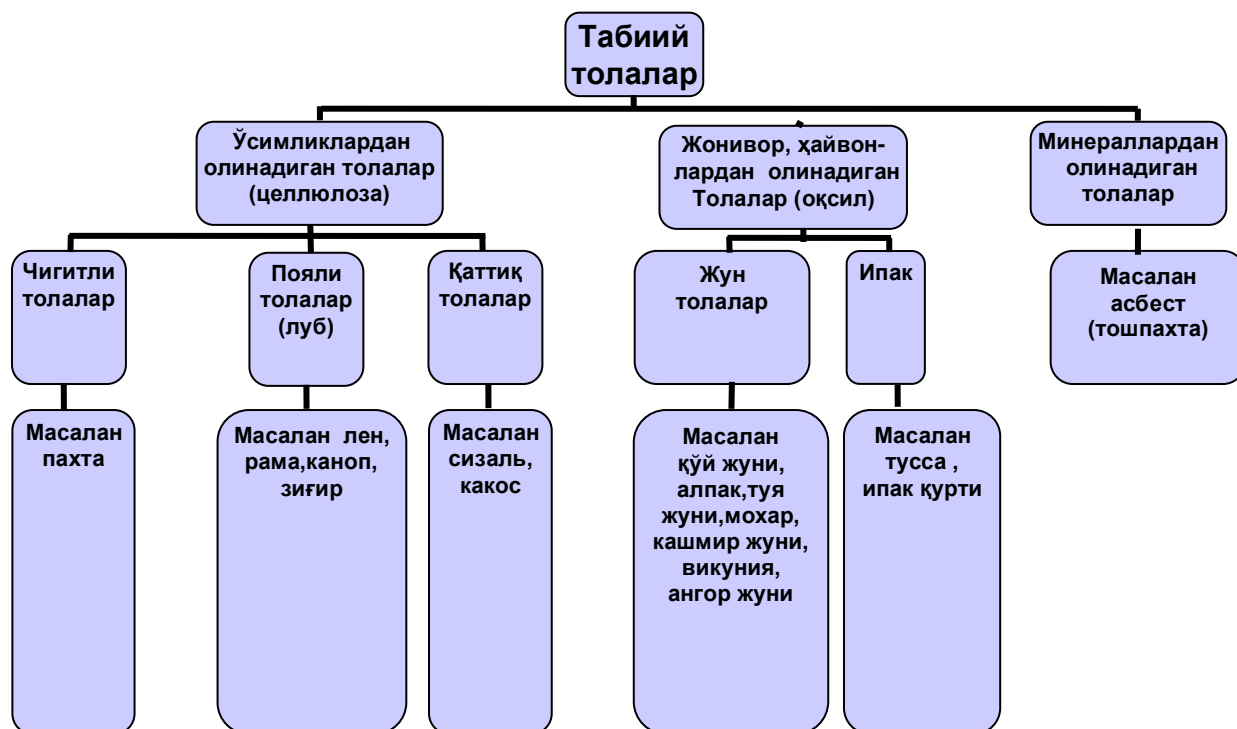 Табиий
толалар
Ўсимликлардан
олинадиган толалар
(целлюлоза)
Жонивор, ҳайвон-
лардан олинадиган
Толалар (оқсил)
Минераллардан
олинадиган
толалар
Чигитли
толалар
Пояли
толалар
(луб)
Қаттиқ
толалар
Жун
толалар
Ипак
Масалан
асбест
(тошпахта)
Масалан
пахта
Масалан лен,
рама,каноп,
зиғир
Масалан
сизаль,
какос
Масалан
қўй жуни,
алпак,туя
жуни,мохар,
кашмир жуни,
викуния,
ангор жуни
Масалан
тусса ,
ипак қурти